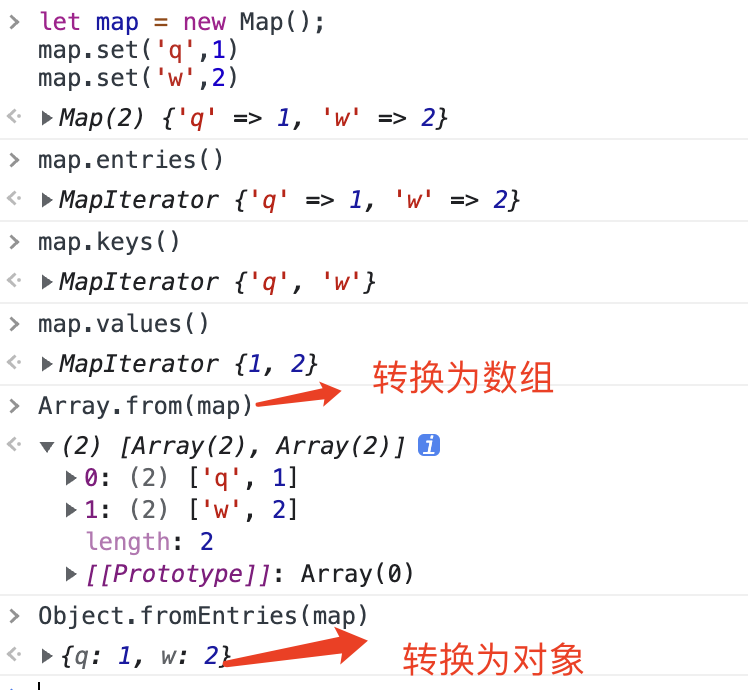 let map = new Map();
map.set('q',1)
map.set('w',2)
Map(2) {'q' => 1, 'w' => 2}
map.entries()
MapIterator {'q' => 1, 'w' => 2}
map.keys()
MapIterator {'q', 'w'}
map.values()
MapIterator {1, 2}
转换为数组
Array.from(map)
(2) [Array(2), Array(2)] i
0: (2) ['q', 1]
1: (2) ['w', 2]
length: 2
[[Prototype]]: Array(0)
Object.fromEntries(map)
{q: 1, w: 2}
转换为对象